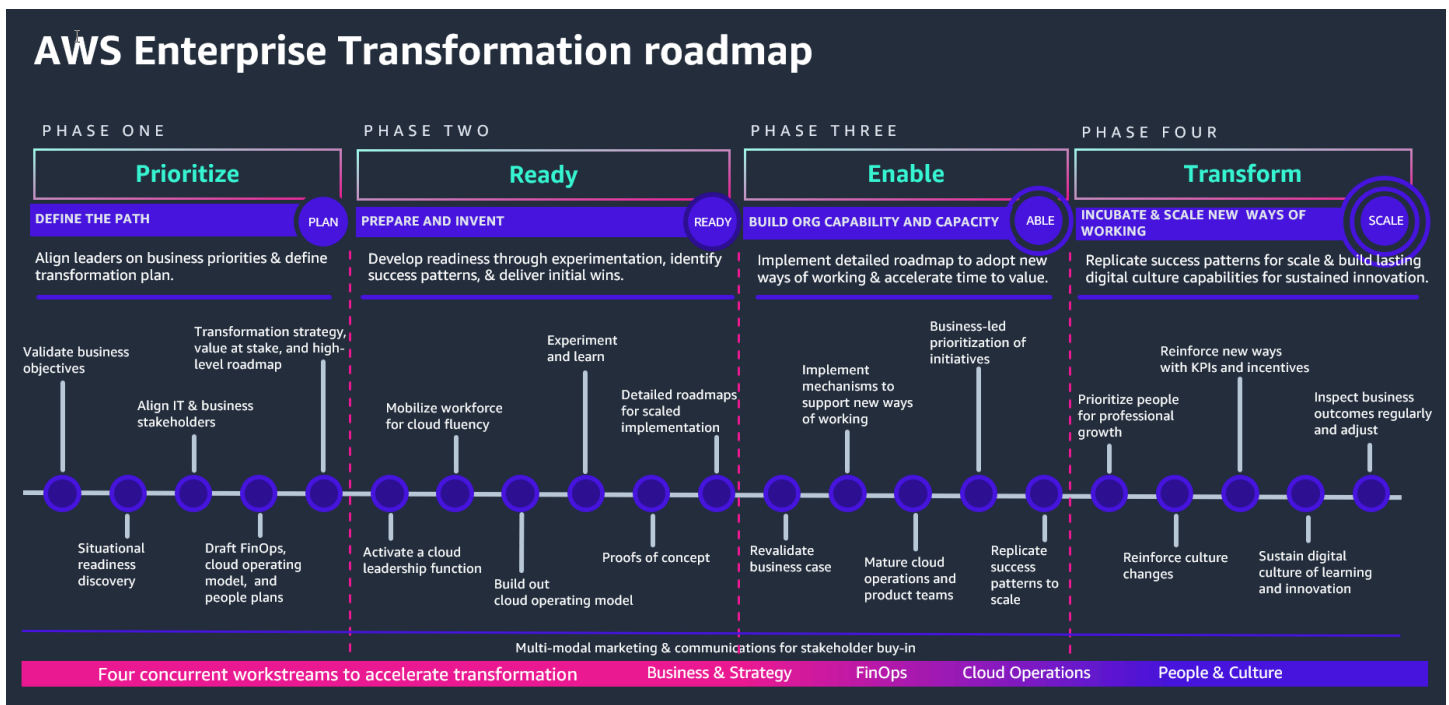 AWS Enterprise Transformation roadmap
PHASE ONE
Prioritize
DEFINE THE PATH
PLAN
Align leaders on business priorities & define
transformation plan.
Validate business
objectives
Situational
readiness
discovery
Align IT & business
stakeholders
Draft FinOps,
cloud operating
model, and
people plans
Transformation strategy,
value at stake, and high-
level roadmap
PHASE TWO
Ready
PREPARE AND INVENT
READY
Develop readiness through experimentation, identify
success patterns, & deliver initial wins.
Activate a cloud
leadership function
Mobilize workforce
for cloud fluency
Build out
cloud operating model
Experiment
and learn
Proofs of concept
Detailed roadmaps
for scaled
implementation
PHASE THREE
Enable
BUILD ORG CAPABILITY AND CAPACITY
ABLE
Implement detailed roadmap to adopt new
ways of working & accelerate time to value.
Revalidate
business case
Implement
mechanisms to
support new ways
of working
Mature cloud
operations and
product teams
Business-led
prioritization of
initiatives
Replicate
success
patterns to
scale
PHASE FOUR
Transform
INCUBATE & SCALE NEW WAYS OF
WORKING
SCALE
Replicate success patterns for scale & build lasting
digital culture capabilities for sustained innovation.
Prioritize people
for professional
growth
Reinforce culture
changes
Reinforce new ways
with KPIs and incentives
Sustain digital
culture of learning
and innovation
Inspect business
outcomes regularly
and adjust
Multi-modal marketing & communications for stakeholder buy-in
Four concurrent workstreams to accelerate transformation Business & Strategy FinOps Cloud Operations People & Culture